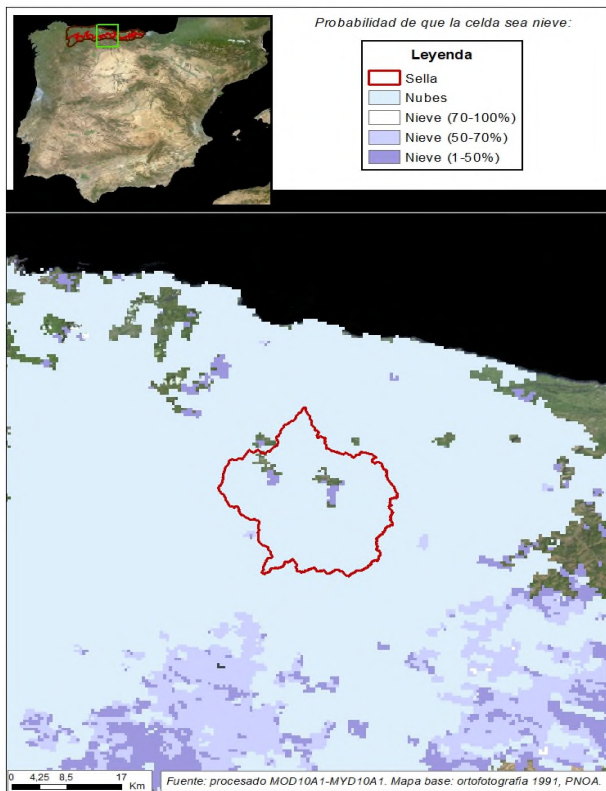 Probabilidad de que la celda sea nieve:
Leyenda
Sella
Nubes
Nieve (70-100%)
Nieve (50-70%)
Nieve (1-50%)
0 4,25 8,5 17
Km
Fuente: procesado MOD10A1-MYD10A1. Mapa base: ortofotografia 1991, PNOA.